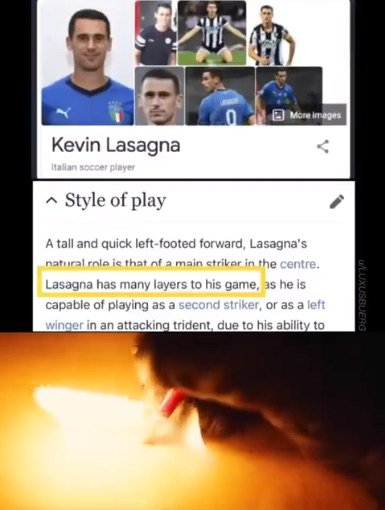 More images
Kevin Lasagna
Italian soccer player
Style of play
A tall and quick left-footed forward, Lasagna's
natural role is that of a main striker in the centre.
Lasagna has many layers to his game, as he is
capable of playing as a second striker, or as a left
winger in an attacking trident, due to his ability to